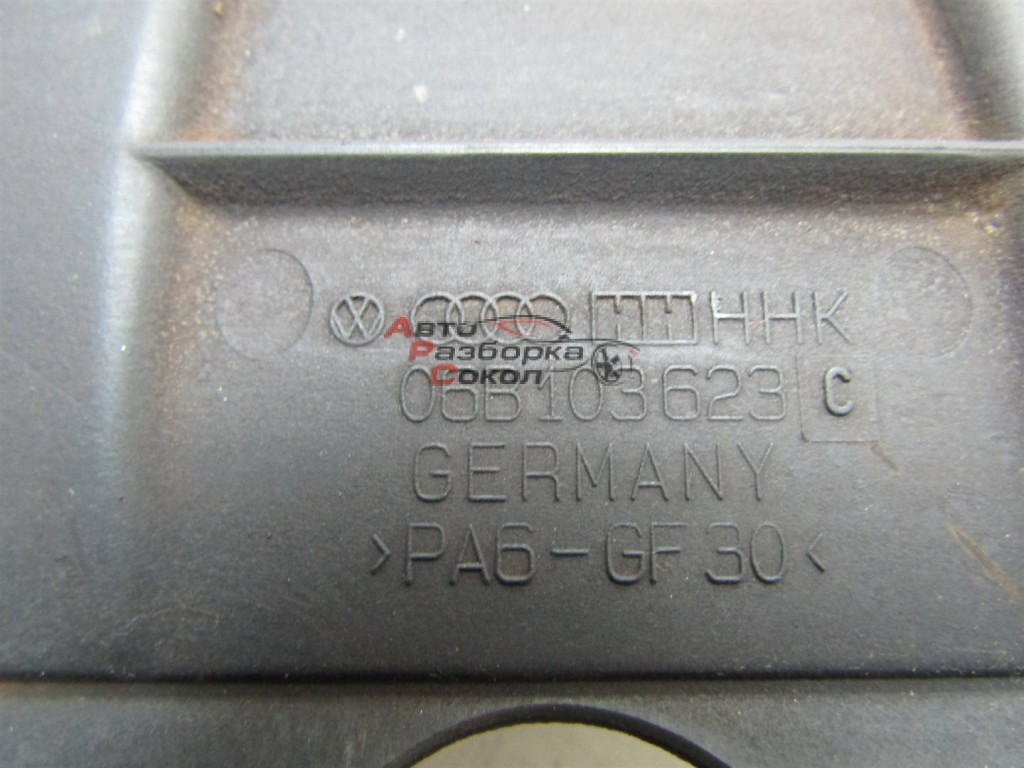 HHK
Авто
Разборка
Сокол
06B103623 C
GERMANY
>PA6-GF30<